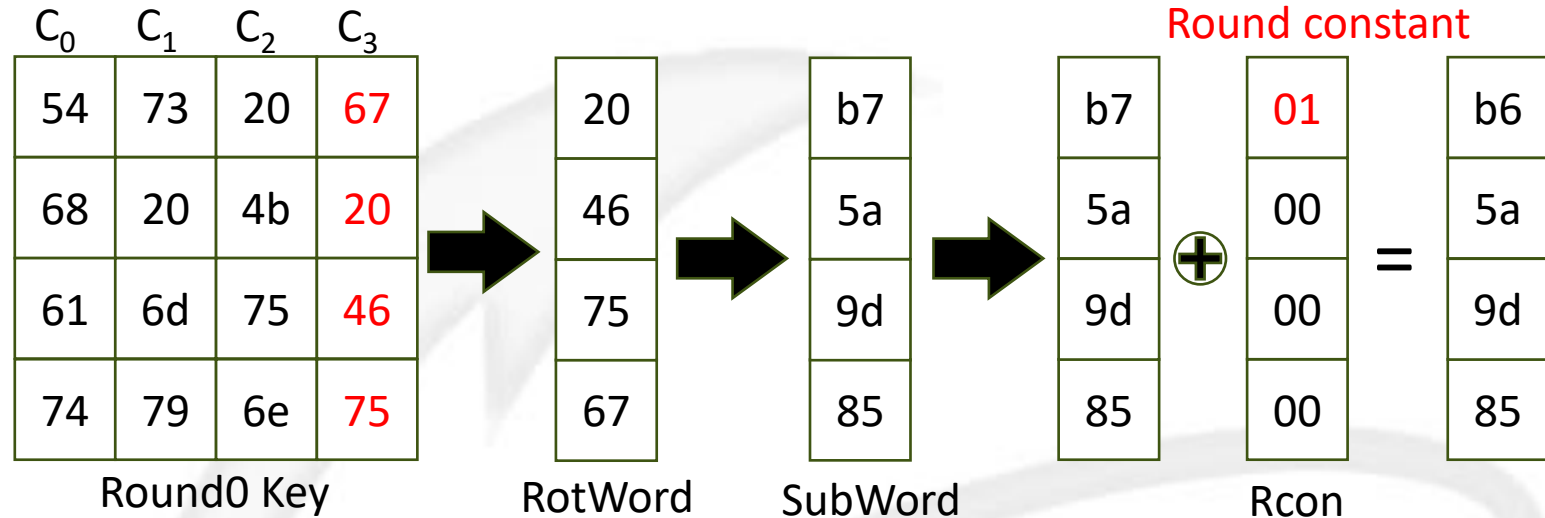 C0 C1 C2 C3 Round constant
54 73 20 67 20 b7 b7 01 b6
68 20 4b 20 46 5a 5a 00 5a
⊕ =
61 6d 75 46 75 9d 9d 00 9d
74 79 6e 75 67 85 85 00 85
Round0 Key RotWord SubWord Rcon